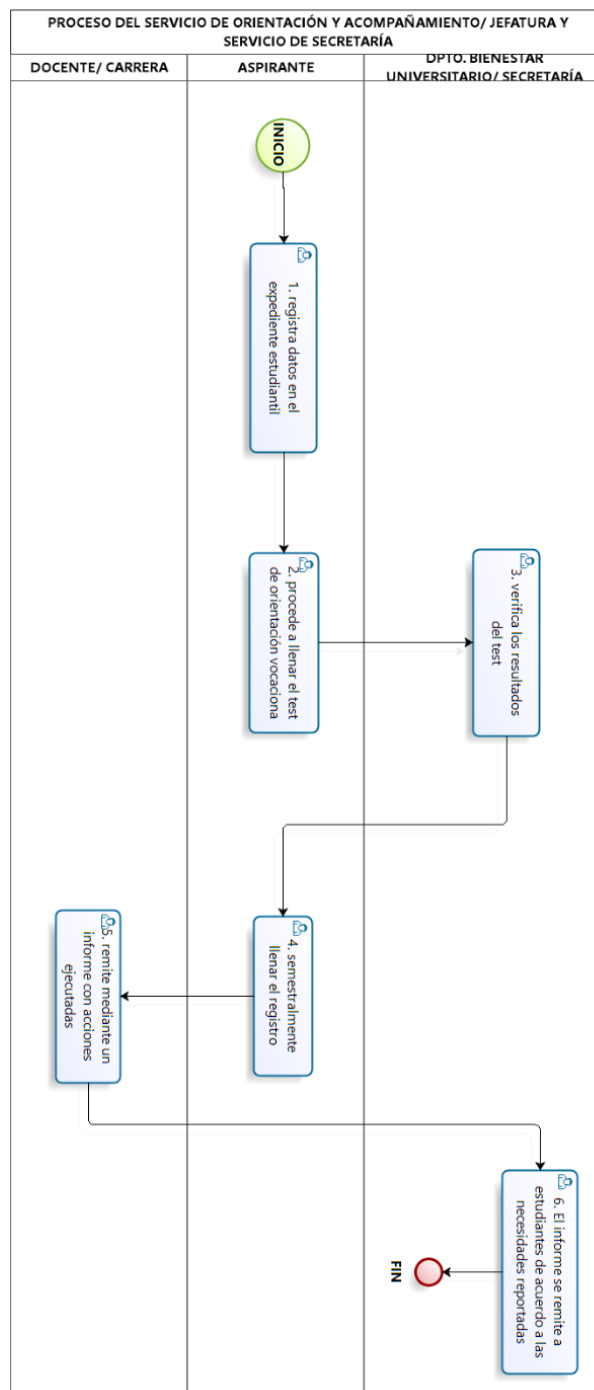 PROCESO DEL SERVICIO DE ORIENTACIÓN Y ACOMPAÑAMIENTO/ JEFATURA Y
SERVICIO DE SECRETARÍA
DOCENTE/ CARRERA
ASPIRANTE
DPTO. BIENESTAR
UNIVERSITARIO/ SECRETARÍA
INICIO
1. registra datos en el
expediente estudiantil
2. procede a llenar el test
de orientación vocaciona
3. verifica los resultados
del test
4. semestralmente
llenar el registro
5. remite mediante un
informe con acciones
ejecutadas
6. El informe se remite a
estudiantes de acuerdo a las
necesidades reportadas
FIN